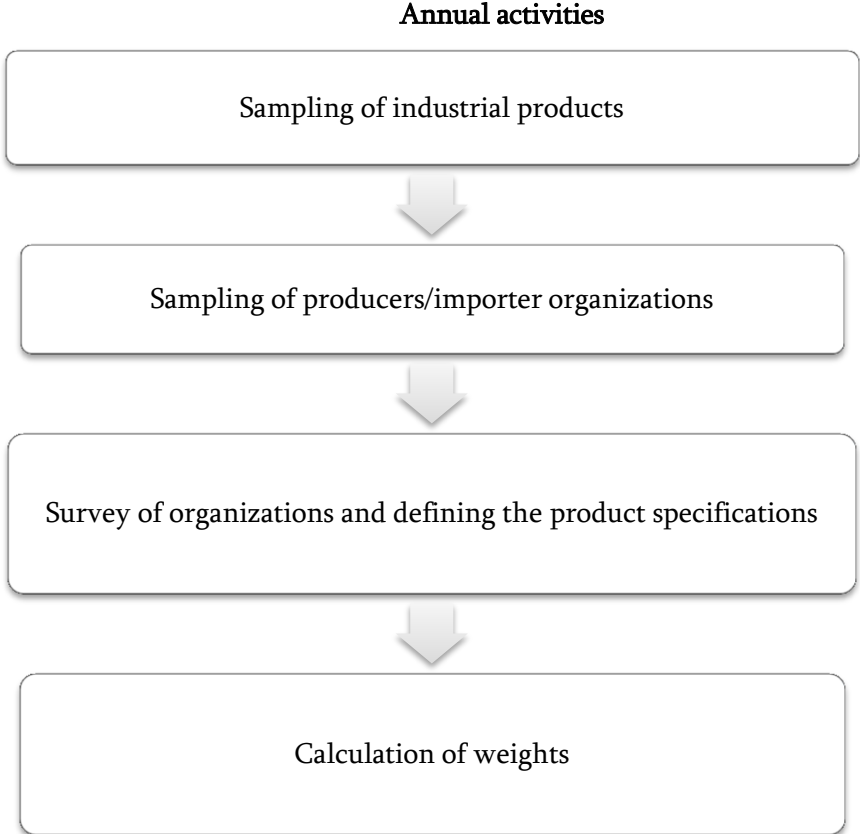 Annual activities
Sampling of industrial products
Sampling of producers/importer organizations
Survey of organizations and defining the product specifications
Calculation of weights